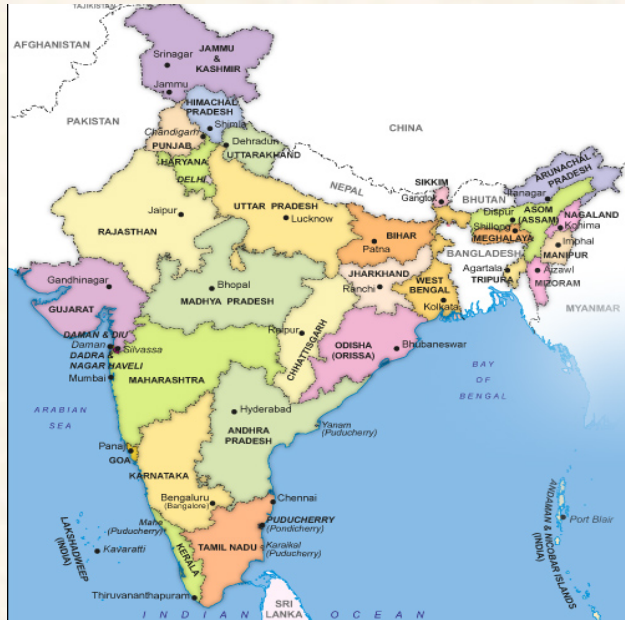 TAJIKISTAN
AFGHANISTAN
JAMMU
&
KASHMIR
Srinagar
Jammu
HIMACHAL
PRADESH
PAKISTAN
CHINA
Chandigarh
Shimla
PUNJAB
Dehradun
UTTARAKHAND
HARYANA
DELHI
NEPAL
SIKKIM
Gangtok
BHUTAN
ARUNACHAL
PRADESH
Itanagar
Jaipur
UTTAR PRADESH
Lucknow
RAJASTHAN
BIHAR
Patna
Dispur
ASOM
(ASSAM)
NAGALAND
Kohima
Shillong
MEGHALAYA
Imphal
MANIPUR
BANGLADESH
Agartala
TRIPURA
Aizawl
MIZORAM
MYANMAR
Gandhinagar
GUJARAT
Bhopal
MADHYA PRADESH
JHARKHAND
Ranchi
WEST
BENGAL
Kolkata
Raipur
CHHATTISGARH
ODISHA
(ORISSA)
Bhubaneswar
DAMAN & DIU
Daman
Silvassa
DADRA &
NAGAR HAVELI
Mumbai
MAHARASHTRA
BAY
OF
BENGAL
ARABIAN
SEA
Hyderabad
ANDHRA
PRADESH
Yanam
(Puducherry)
Panaji
GOA
KARNATAKA
Bengaluru
(Bangalore)
Chennai
Mahe
(Puducherry)
PUDUCHERRY
(Pondicherry)
Karaikal
(Puducherry)
TAMIL NADU
KERALA
LAKSHADWEEP
(INDIA)
Kavaratti
Thiruvananthapuram
ANDAMAN & NICOBAR ISLANDS
(INDIA)
Port Blair
SRI
LANKA
INDIAN OCEAN